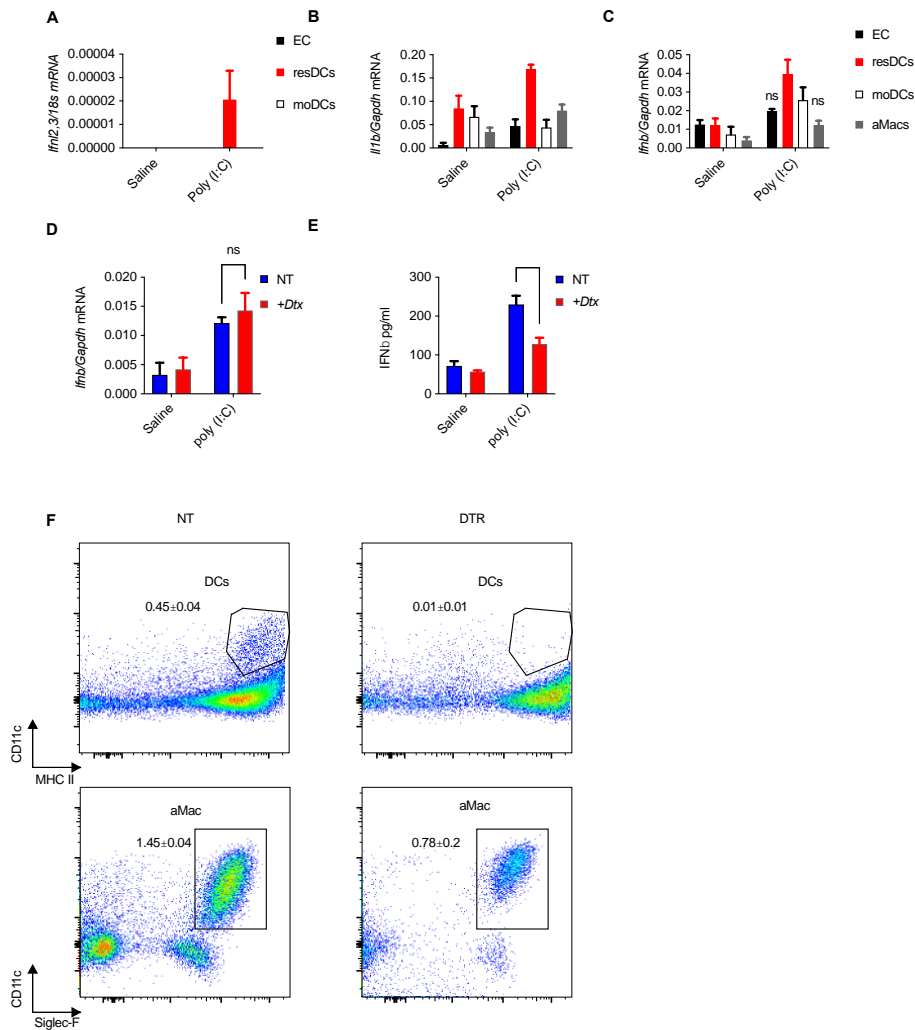 A
Ifnl2,3/18s mRNA
0.00004
0.00003
0.00002
0.00001
0.00000
Saline
Poly (I:C)
EC
resDCs
moDCs
B
Il1b/Gapdh mRNA
0.20
0.15
0.10
0.05
0.00
Saline
Poly (I:C)
C
Ifnb/Gapdh mRNA
0.05
0.04
0.03
0.02
0.01
0.00
ns
ns
Saline
Poly (I:C)
EC
resDCs
moDCs
aMacs
D
Ifnb/Gapdh mRNA
0.020
0.015
0.010
0.005
0.000
ns
Saline
poly (I:C)
NT
+Dtx
E
IFNb pg/ml
300
200
100
0
Saline
poly (I:C)
NT
+Dtx
F
NT
DTR
DCs
0.45±0.04
DCs
0.01±0.01
CD11c
MHC II
aMac
1.45±0.04
aMac
0.78±0.2
CD11c
Siglec-F